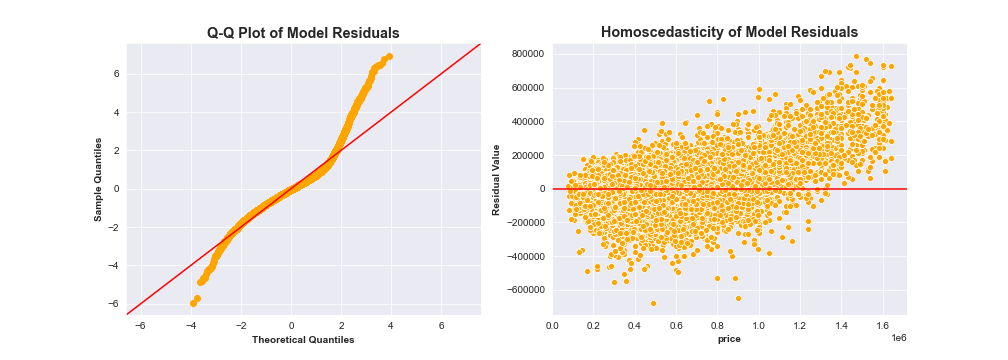 Q-Q Plot of Model Residuals
Sample Quantiles
6
4
2
0
−2
−4
−6
−6 −4 −2 0 2 4 6
Theoretical Quantiles
Homoscedasticity of Model Residuals
Residual Value
800000
600000
400000
200000
0
−200000
−400000
−600000
0.0 0.2 0.4 0.6 0.8 1.0 1.2 1.4 1.6
1e6
price